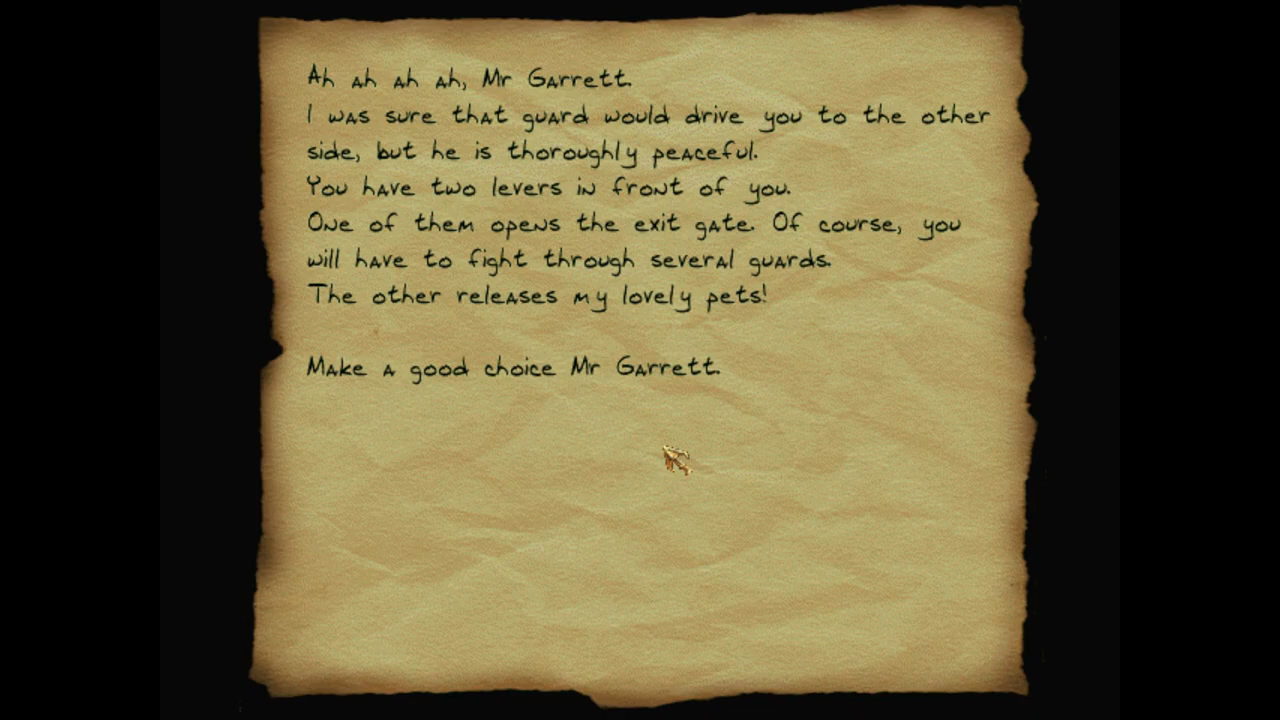 Ah ah ah ah, Mr Garrett.
I was sure that guard would drive you to the other
side, but he is thoroughly peaceful.
You have two levers in front of you.
One of them opens the exit gate. Of course, you
will have to fight through several guards.
The other releases my lovely pets!
Make a good choice Mr Garrett.